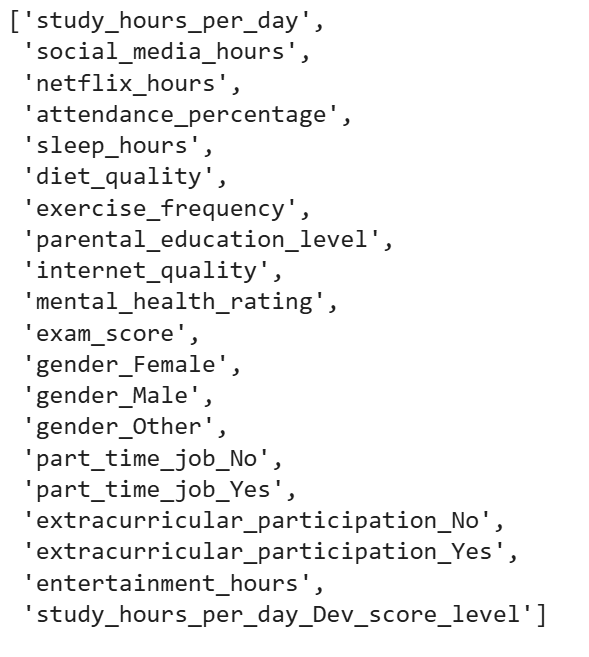 ['study_hours_per_day',
'social_media_hours',
'netflix_hours',
'attendance_percentage',
'sleep_hours',
'diet_quality',
'exercise_frequency',
'parental_education_level',
'internet_quality',
'mental_health_rating',
'exam_score',
'gender_Female',
'gender_Male',
'gender_Other',
'part_time_job_No',
'part_time_job_Yes',
'extracurricular_participation_No',
'extracurricular_participation_Yes',
'entertainment_hours',
'study_hours_per_day_Dev_score_level']